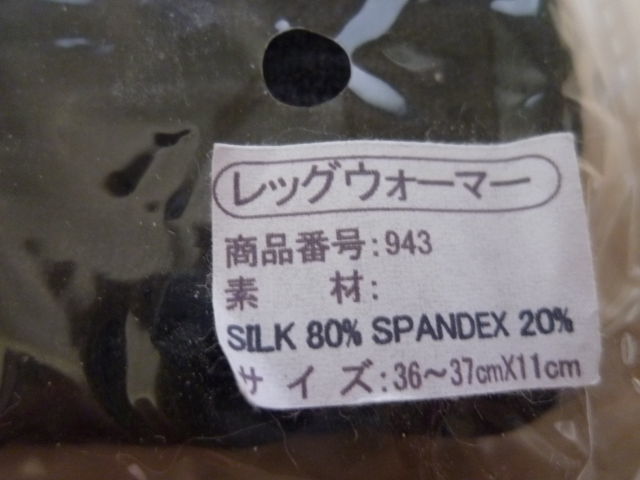 レッグウォーマー
商品番号:943
素　材:
SILK 80% SPANDEX 20%
サイズ:36～37cmX11cm